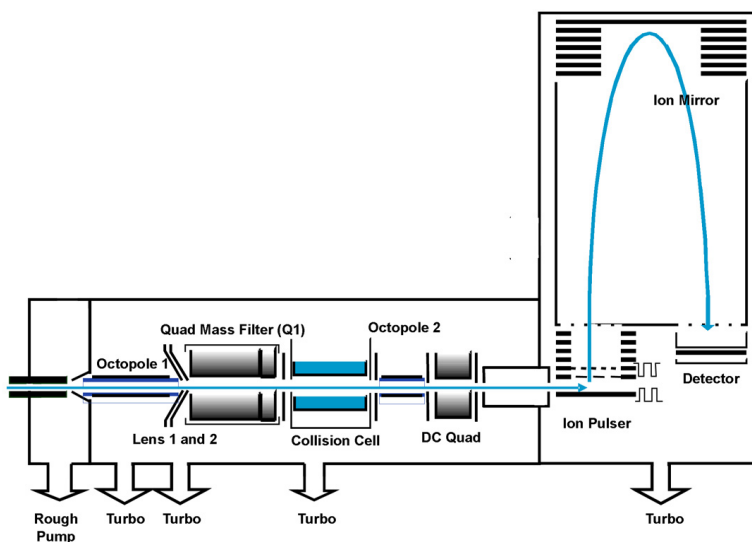 Ion Mirror
Quad Mass Filter (Q1)
Octopole 2
Octopole 1
Detector
Ion Pulser
Lens 1 and 2
Collision Cell
DC Quad
Rough
Pump
Turbo
Turbo
Turbo
Turbo